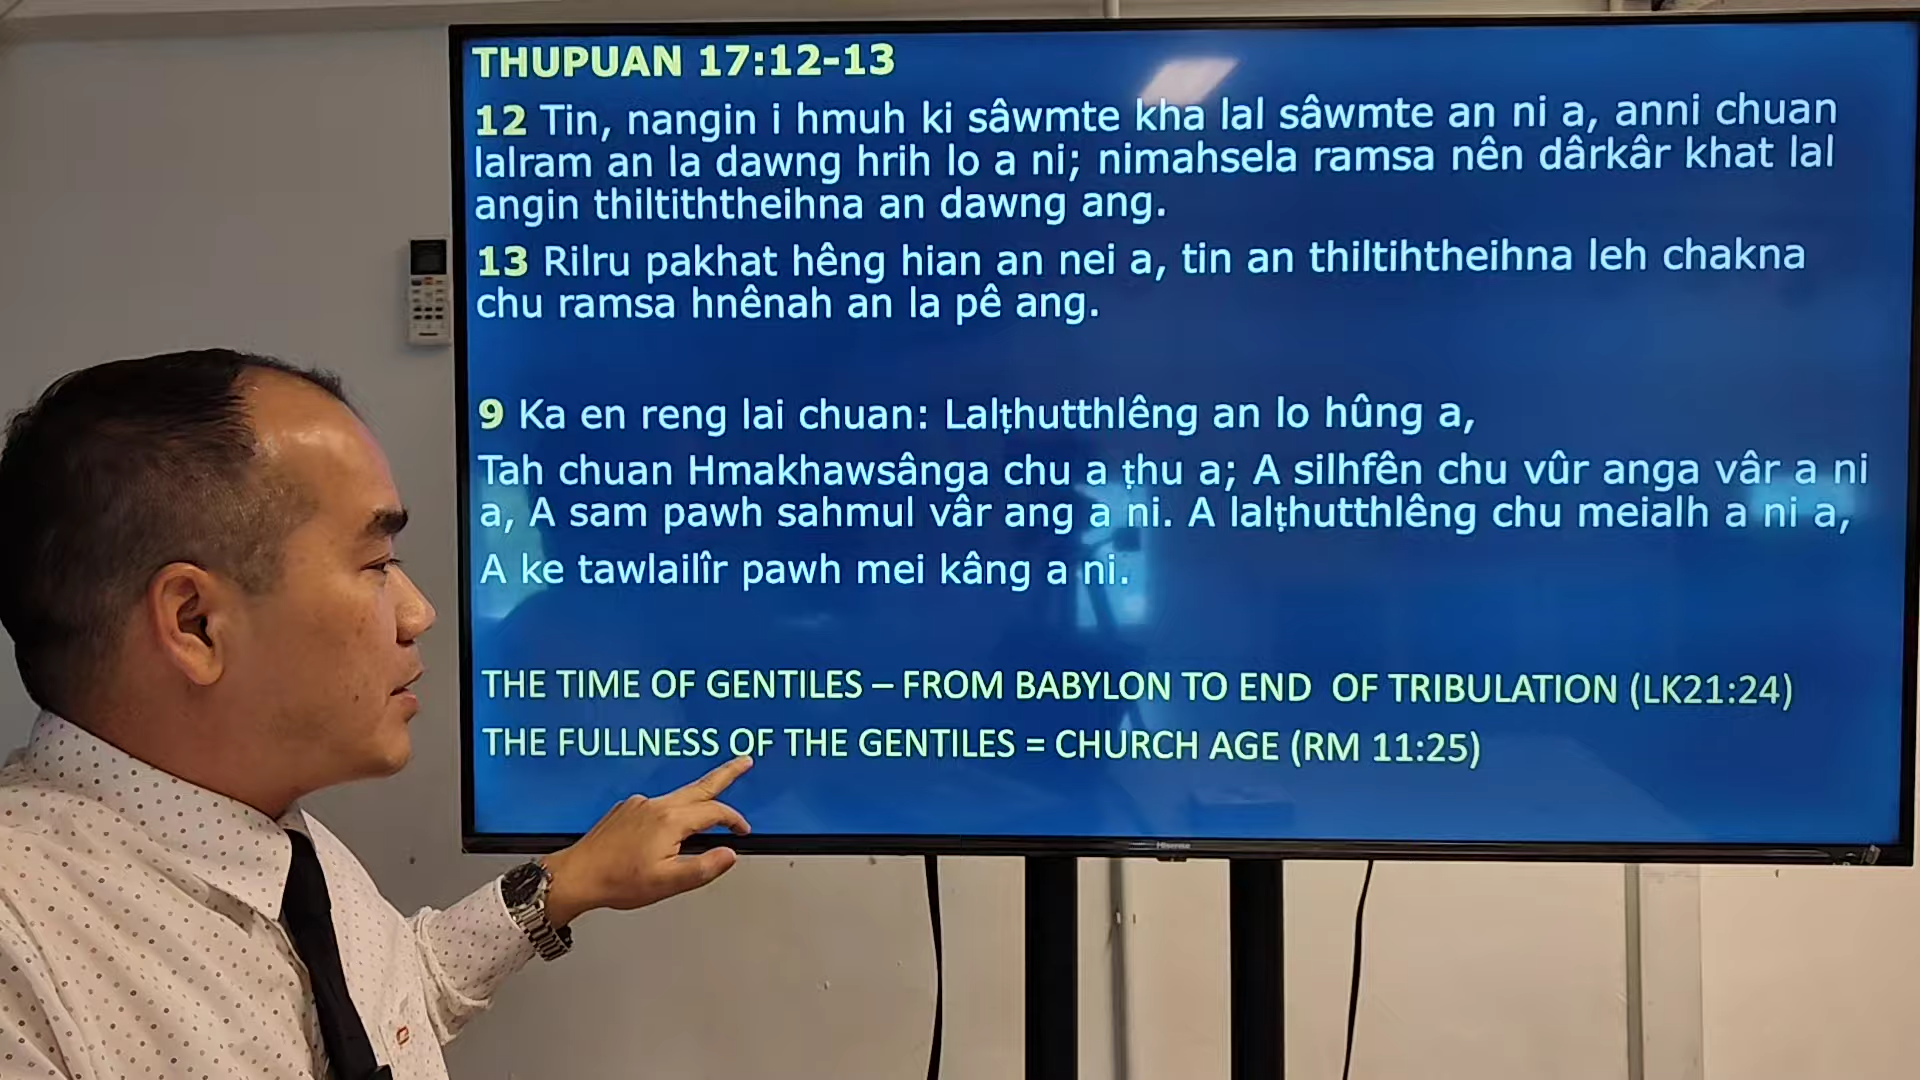 THUPUAN 17:12-13
12 Tin, nangin i hmuh ki sâwmte kha lal sâwmte an ni a, anni chuan
lalram an la dawng hrih lo a ni; nimahsela ramsa nên dârkâr khat lal
angin thiltiththeihna an dawng ang.
13 Rilru pakhat hêng hian an nei a, tin an thiltihtheihna leh chakna
chu ramsa hnênah an la pê ang.
9 Ka en reng lai chuan: Lalṭhutthlêng an lo hûng a,
Tah chuan Hmakhawsânga chu a ṭhu a; A silhfên chu vûr anga vâr a ni
a, A sam pawh sahmul vâr ang a ni. A lalṭhutthlêng chu meialh a ni a,
A ke tawlailîr pawh mei kâng a ni.
THE TIME OF GENTILES – FROM BABYLON TO END OF TRIBULATION (LK21:24)
THE FULLNESS OF THE GENTILES = CHURCH AGE (RM 11:25)
Hisense